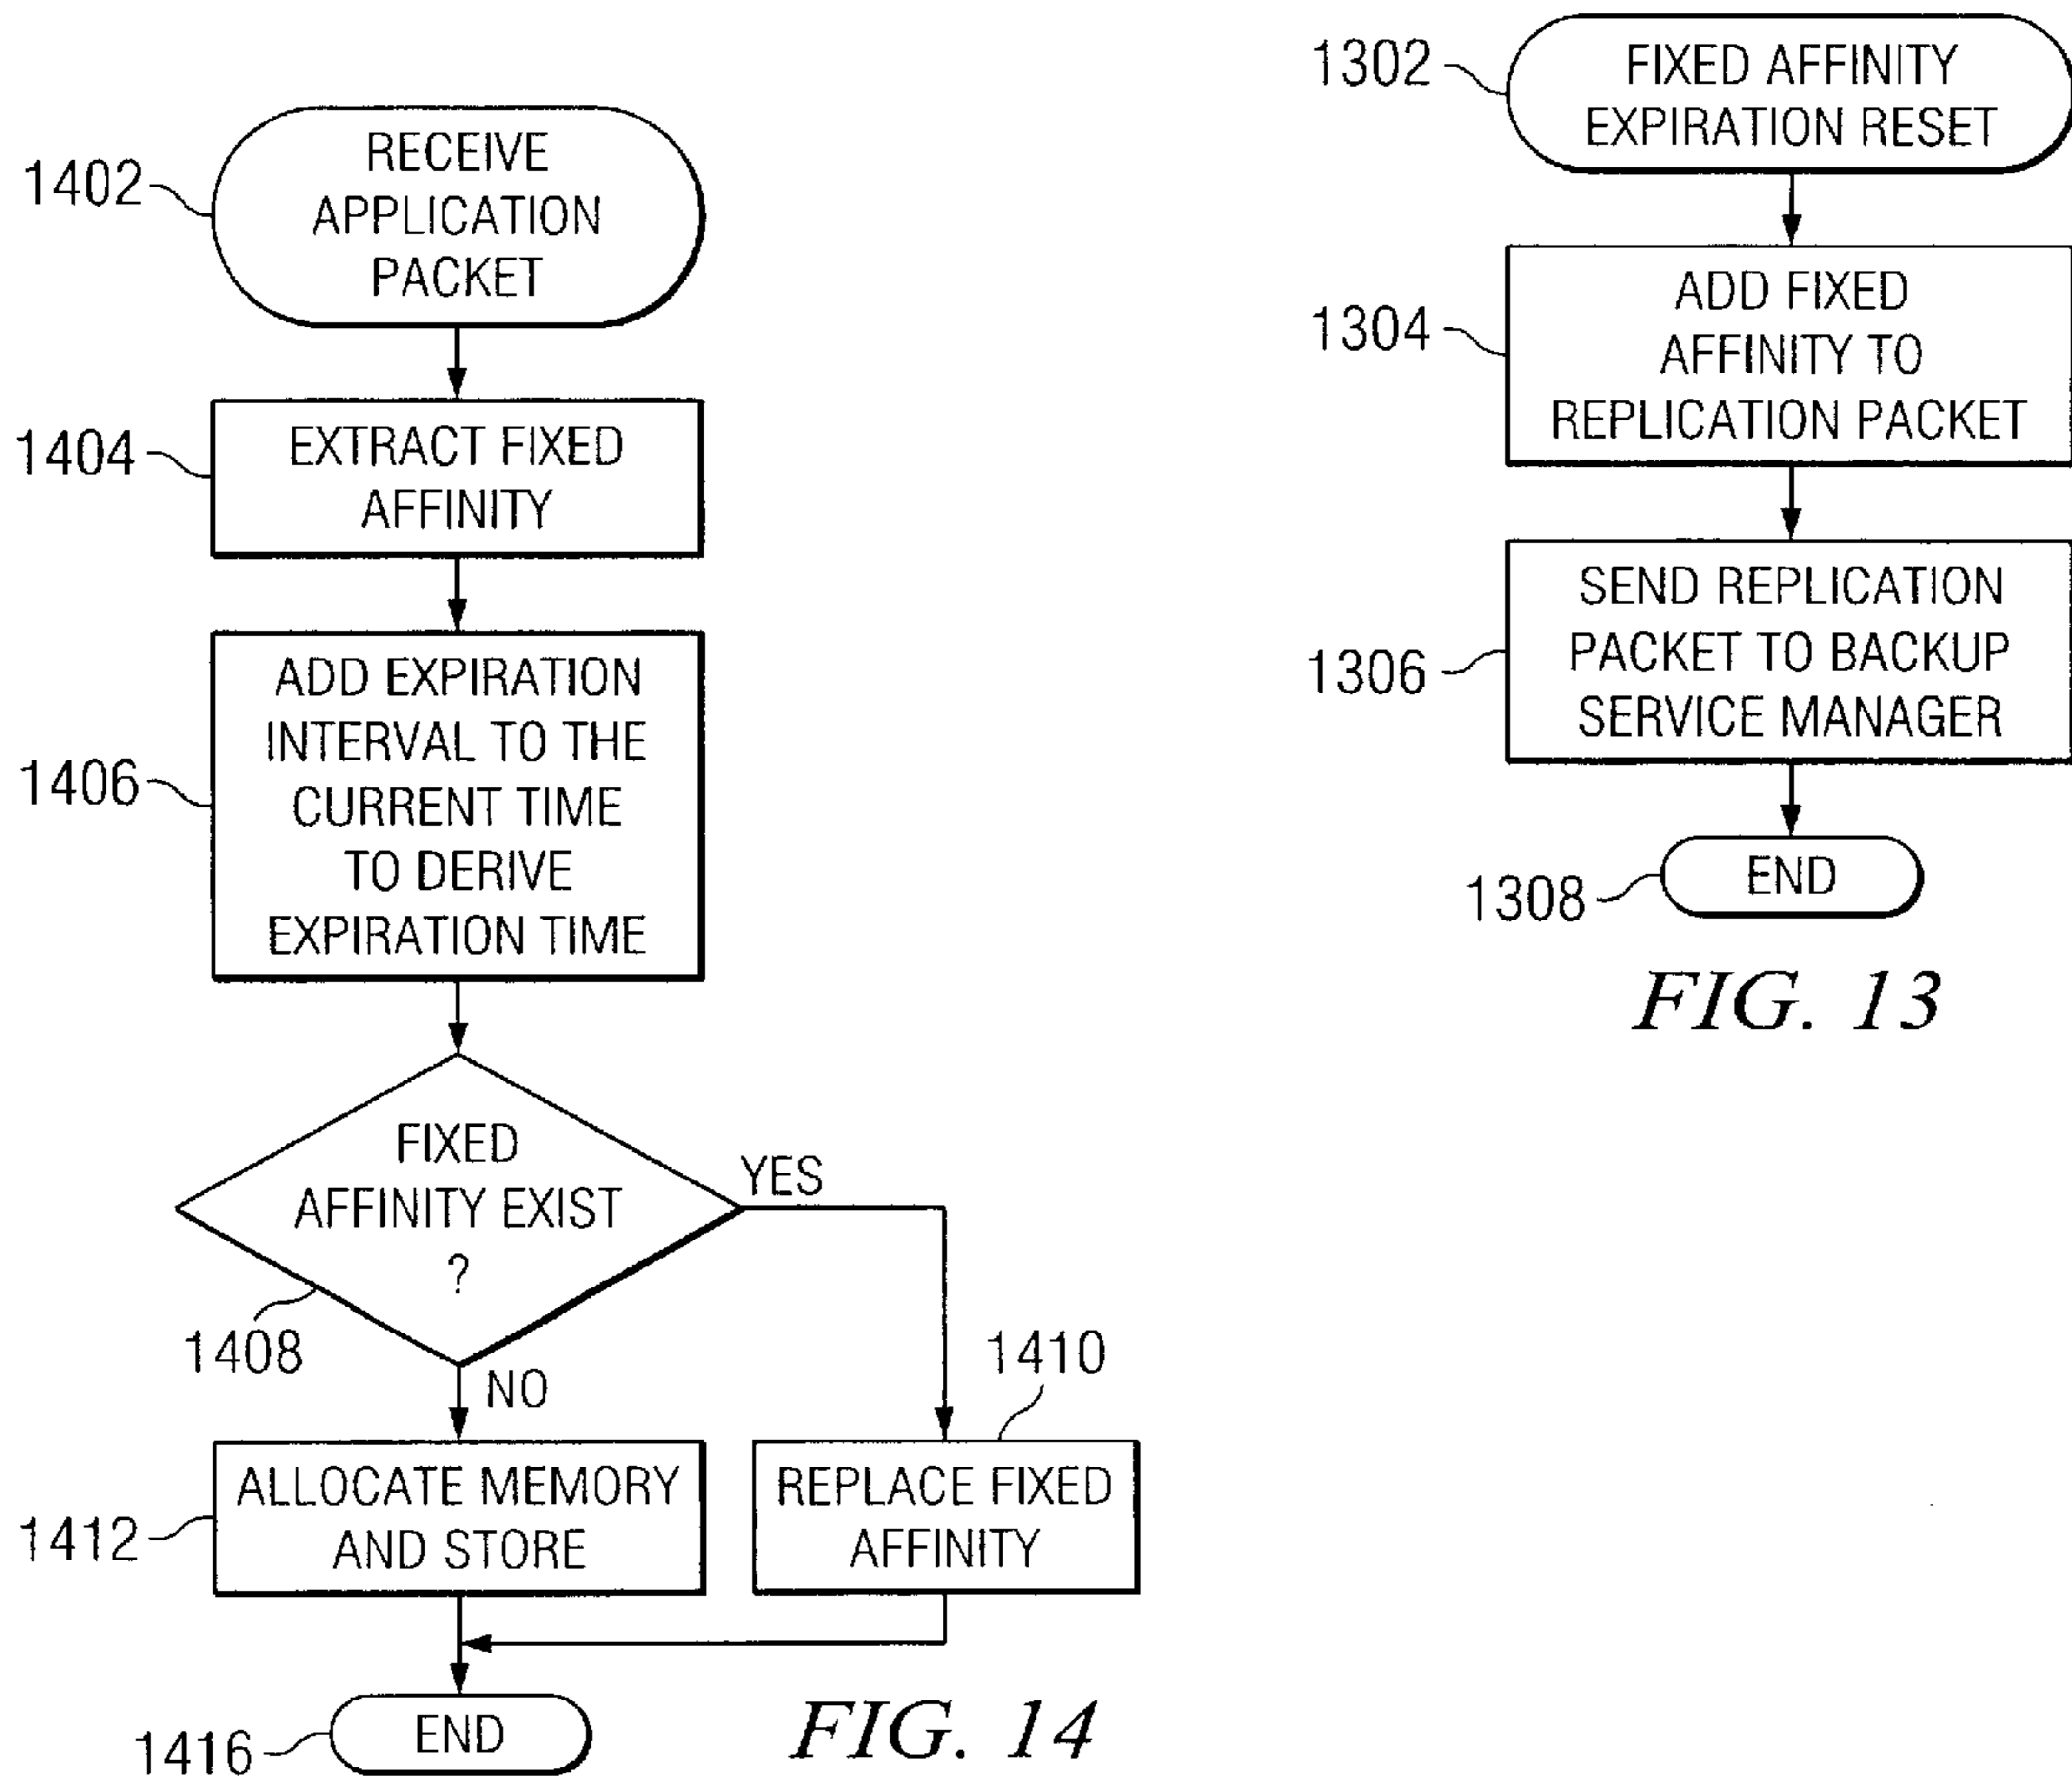 1402
RECEIVE
APPLICATION
PACKET
1404
EXTRACT FIXED
AFFINITY
1406
ADD EXPIRATION
INTERVAL TO THE
CURRENT TIME
TO DERIVE
EXPIRATION TIME
FIXED
AFFINITY EXIST
?
1408
YES
NO
1410
1412
ALLOCATE MEMORY
AND STORE
REPLACE FIXED
AFFINITY
1416
END
FIG. 14
1302
FIXED AFFINITY
EXPIRATION RESET
1304
ADD FIXED
AFFINITY TO
REPLICATION PACKET
1306
SEND REPLICATION
PACKET TO BACKUP
SERVICE MANAGER
1308
END
FIG. 13